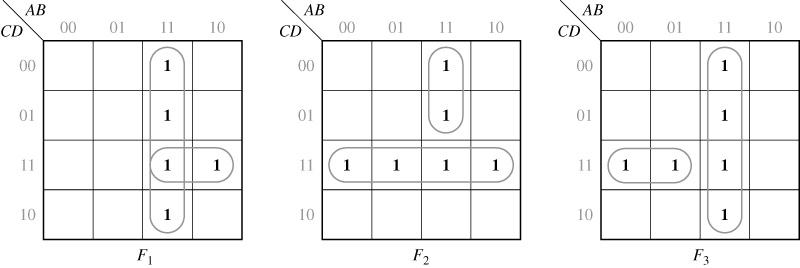 AB AB AB
CD 00 01 11 10 CD 00 01 11 10 CD 00 01 11 10
00 1 00 1 00 1
01 1 01 1 01 1
11 1 1 11 1 1 1 1 11 1 1 1
10 1 10 10 1
F1 F2 F3